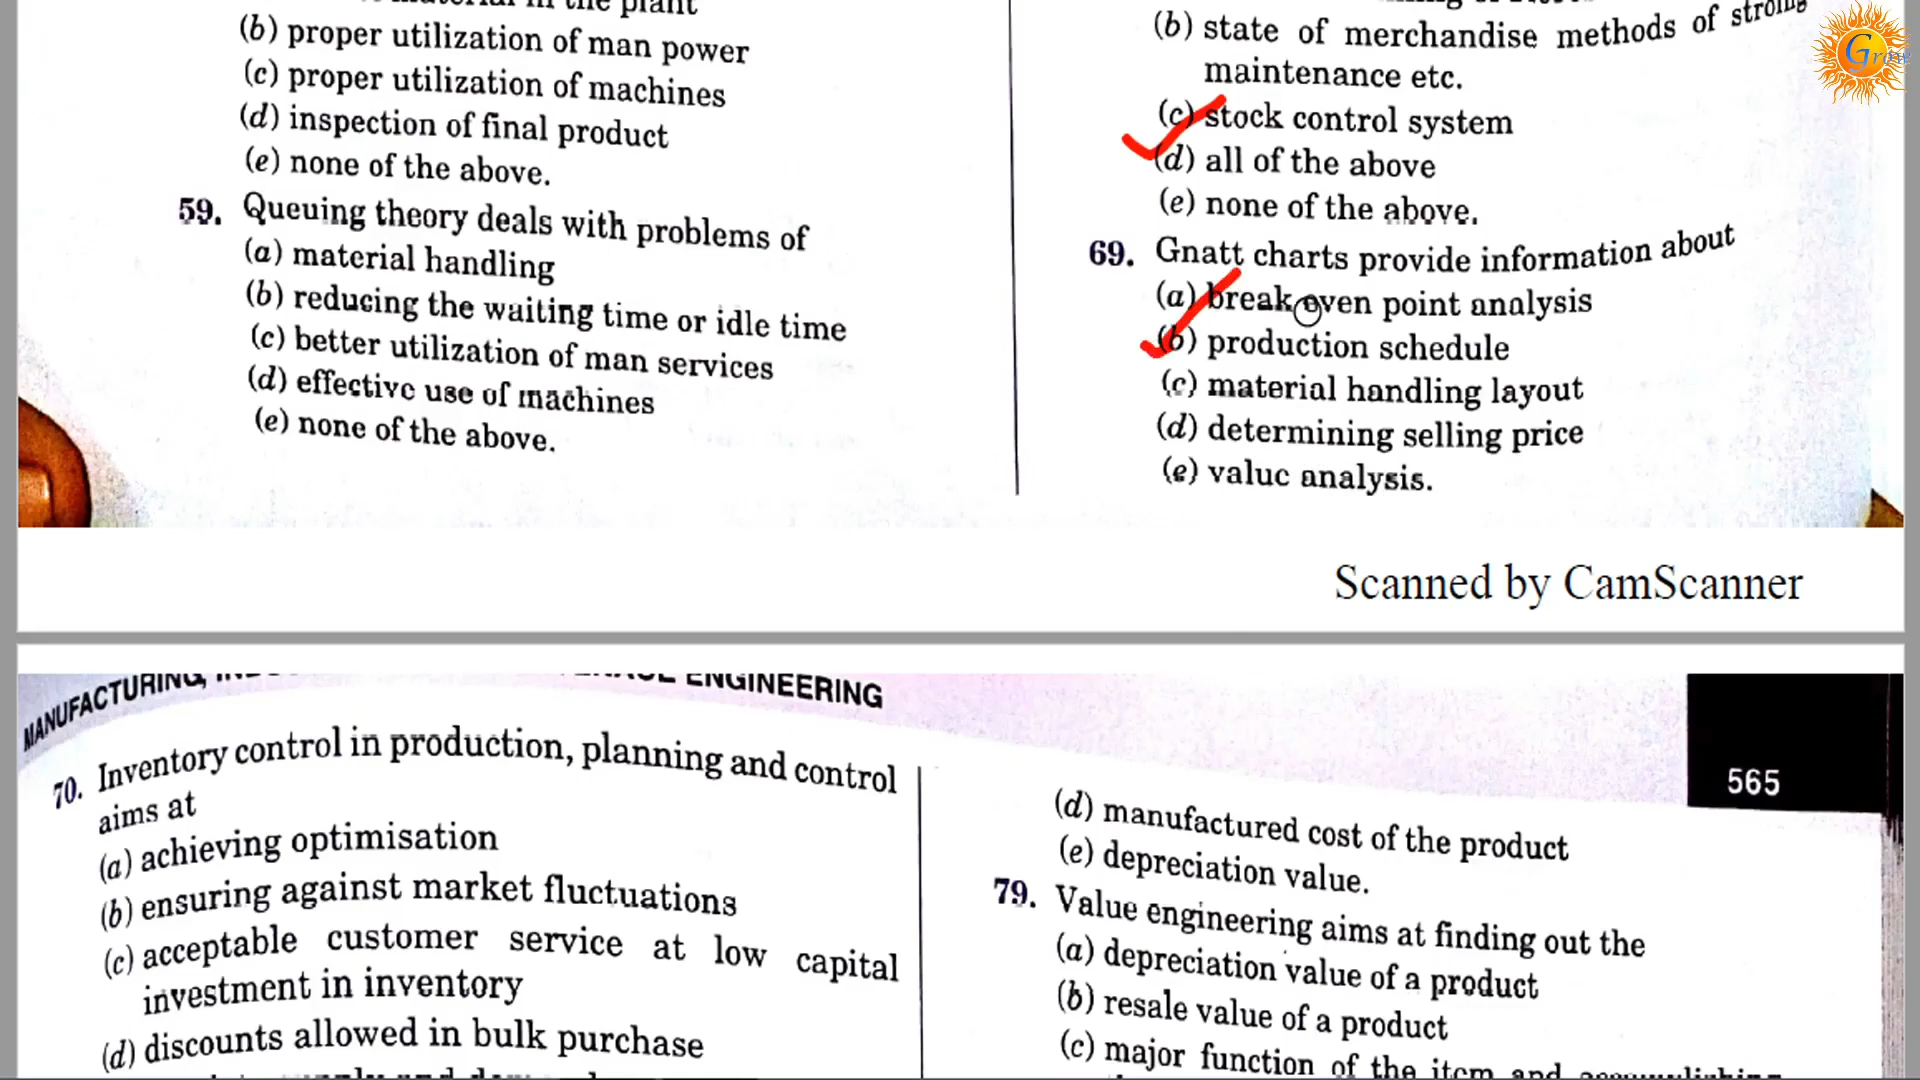 the plant
(b) proper utilization of man power
(c) proper utilization of machines
(d) inspection of final product
(e) none of the above.
59. Queuing theory deals with problems of
(a) material handling
(b) reducing the waiting time or idle time
(c) better utilization of man services
(d) effective use of machines
(e) none of the above.
(b) state of merchandise methods of stroing
maintenance etc.
(c) stock control system
(d) all of the above
(e) none of the above.
69. Gnatt charts provide information about
(a) break even point analysis
(b) production schedule
(c) material handling layout
(d) determining selling price
(e) value analysis.
Grow
Scanned by CamScanner
MANUFACTURING, ENGINEERING
565
70. Inventory control in production, planning and control
aims at
(a) achieving optimisation
(b) ensuring against market fluctuations
(c) acceptable customer service at low capital
investment in inventory
(d) discounts allowed in bulk purchase
(d) manufactured cost of the product
(e) depreciation value.
79. Value engineering aims at finding out the
(a) depreciation value of a product
(b) resale value of a product
(c) major function of the item and accomplishing